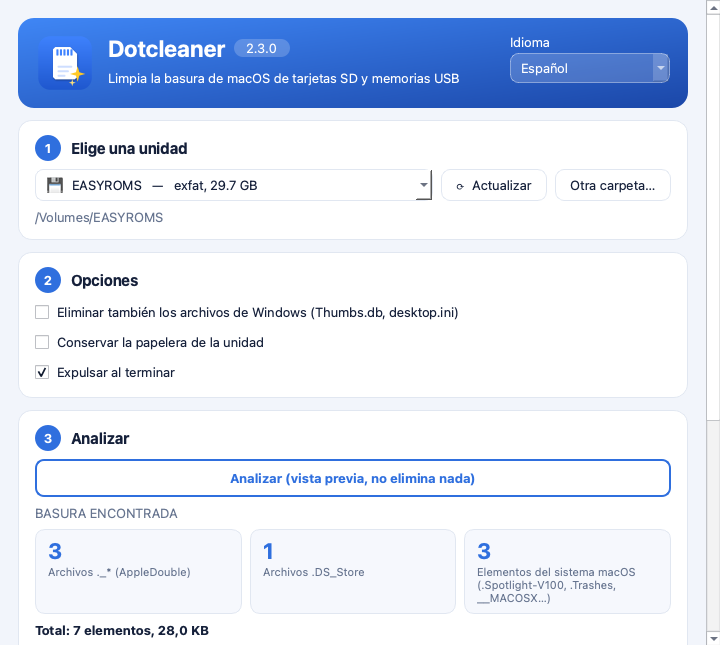 Dotcleaner 2.3.0
Limpia la basura de macOS de tarjetas SD y memorias USB
Idioma
Español
1 Elige una unidad
EASYROMS — exfat, 29.7 GB
Actualizar
Otra carpeta...
/Volumes/EASYROMS
2 Opciones
Eliminar también los archivos de Windows (Thumbs.db, desktop.ini)
Conservar la papelera de la unidad
Expulsar al terminar
3 Analizar
Analizar (vista previa, no elimina nada)
BASURA ENCONTRADA
3
Archivos ._* (AppleDouble)
1
Archivos .DS_Store
3
Elementos del sistema macOS
(.Spotlight-V100, .Trashes,
__MACOSX...)
Total: 7 elementos, 28,0 KB